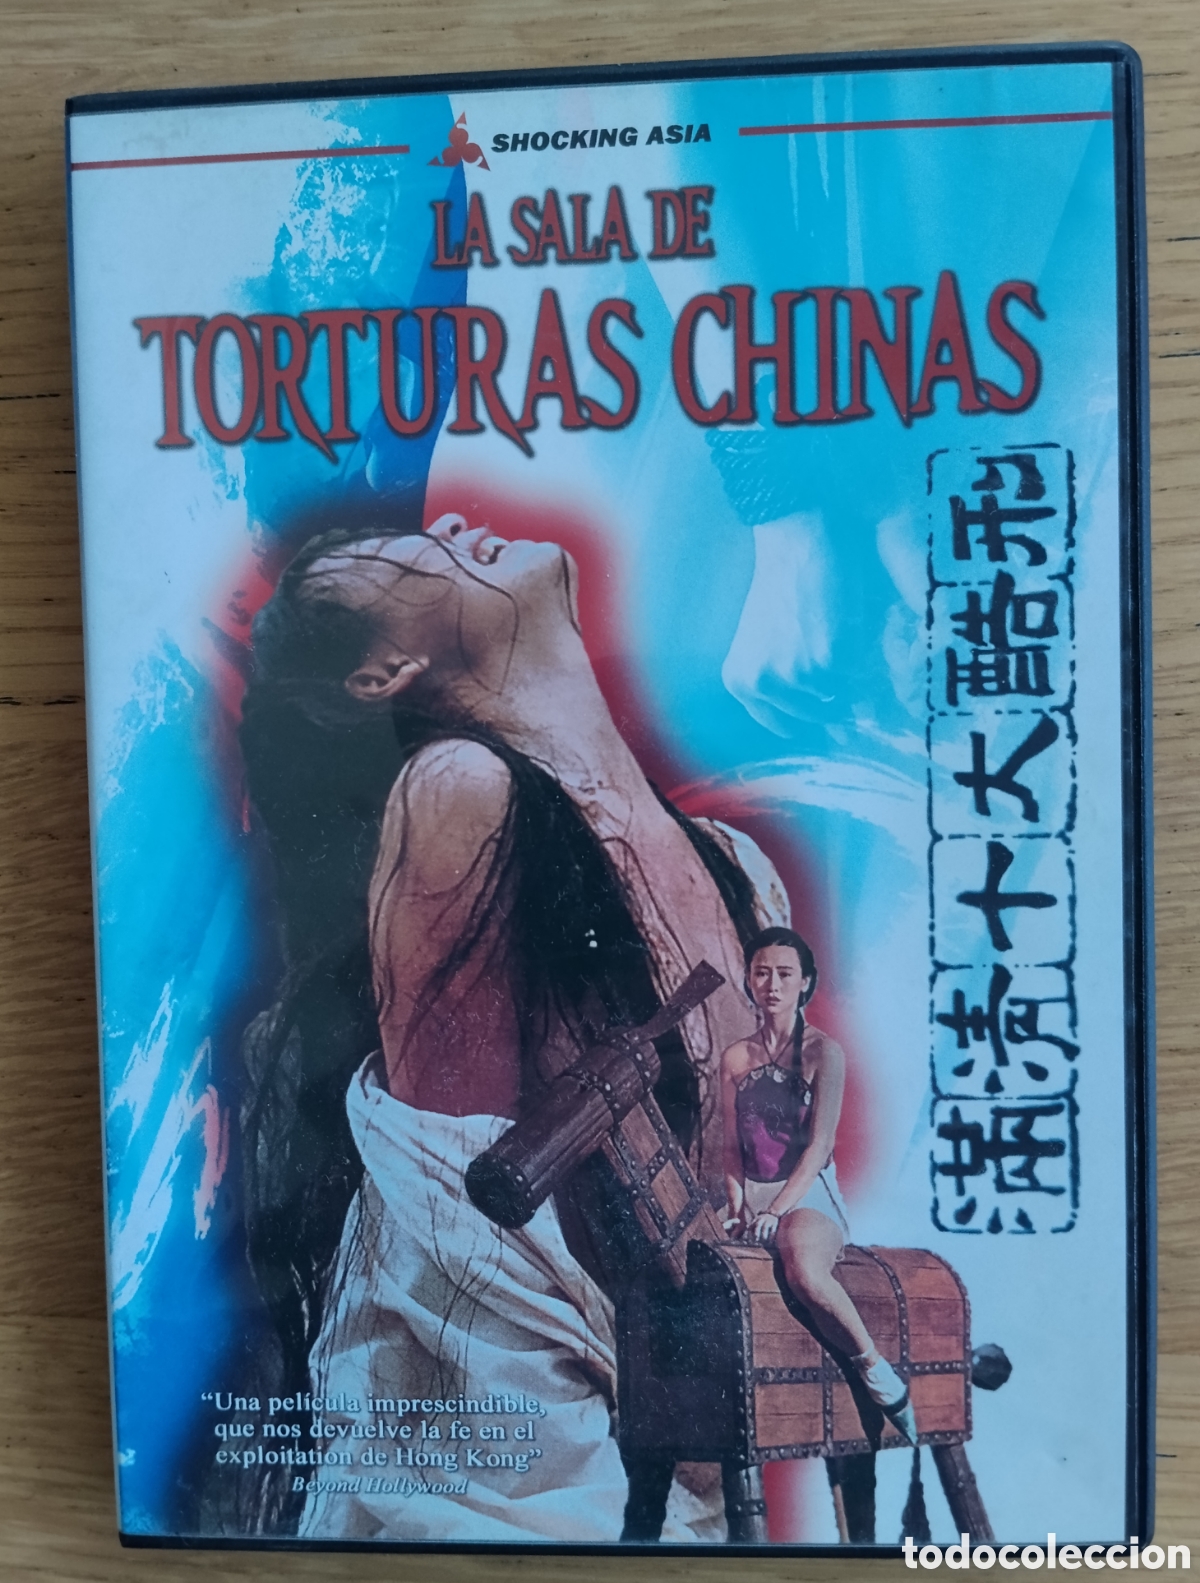 SHOCKING ASIA
LA SALA DE
TORTURAS CHINAS
滿清十大酷刑
“Una película imprescindible,
que nos devuelve la fe en el
exploitation de Hong Kong”
Beyond Hollywood
todocoleccion